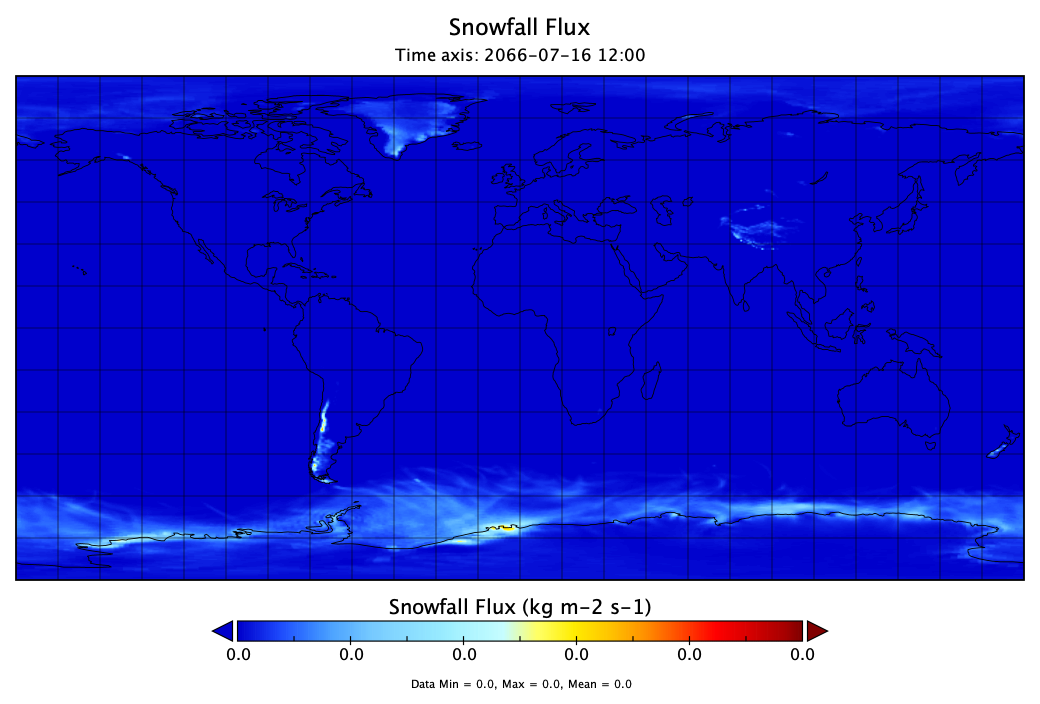 Snowfall Flux
Time axis: 2066-07-16 12:00
Snowfall Flux (kg m-2 s-1)
0.0 0.0 0.0 0.0 0.0 0.0
Data Min = 0.0, Max = 0.0, Mean = 0.0